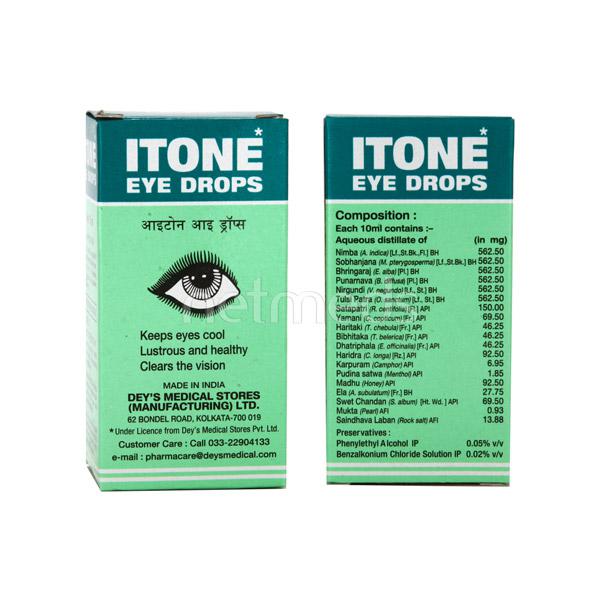 ITONE*
EYE DROPS
आइटोन आइ ड्रॉप्स
Keeps eyes cool
Lustrous and healthy
Clears the vision
MADE IN INDIA
DEY'S MEDICAL STORES
(MANUFACTURING) LTD.
62 BONDEL ROAD, KOLKATA-700 019
*Under Licence from Dey's Medical Stores Pvt. Ltd.
Customer Care : Call 033-22904133
e-mail : pharmacare@deysmedical.com
ITONE*
EYE DROPS
Composition :
Each 10ml contains :–
Aqueous distillate of (in mg)
Nimba (A. indica) [Lf.,St.Bk.,Fl.] BH 562.50
Sobhanjana (M. pterygosperma) [Lf.,St.Bk.] BH 562.50
Bhringaraj (E. alba) [Pl.] BH 562.50
Punarnava (B. diffusa) [Pl.] BH 562.50
Nirgundi (V. negundo) [Lf., St.] BH 562.50
Tulsi Patra (O. sanctum) [Lf.] BH 562.50
Satapatri (R. centifolia) [Fr.] API 150.00
Yamani (C. copticum) [Fr.] API 69.50
Haritaki (T. chebula) [Fr.] API 46.25
Bibhitaka (T. belerica) [Fr.] API 46.25
Dhatriphala (E. officinalis) [Fr.] API 46.25
Haridra (C. longa) [Rz.] API 92.50
Karpuram (Camphor) API 6.95
Pudina satwa (Menthol) API 1.85
Madhu (Honey) API 92.50
Ela (A. subulatum) [Fr.] BH 27.75
Swet Chandan (S. album) [Ht. Wd.] API 69.50
Mukta (Pearl) AFI 0.93
Saindhava Laban (Rock salt) AFI 13.88
Preservatives :
Phenylethyl Alcohol IP 0.05% v/v
Benzalkonium Chloride Solution IP 0.02% v/v